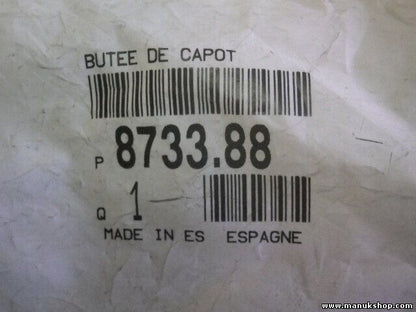 BUTEE DE CAPOT
P 8733.88
Q 1
MADE IN ES ESPAGNE
www.manukshop.com